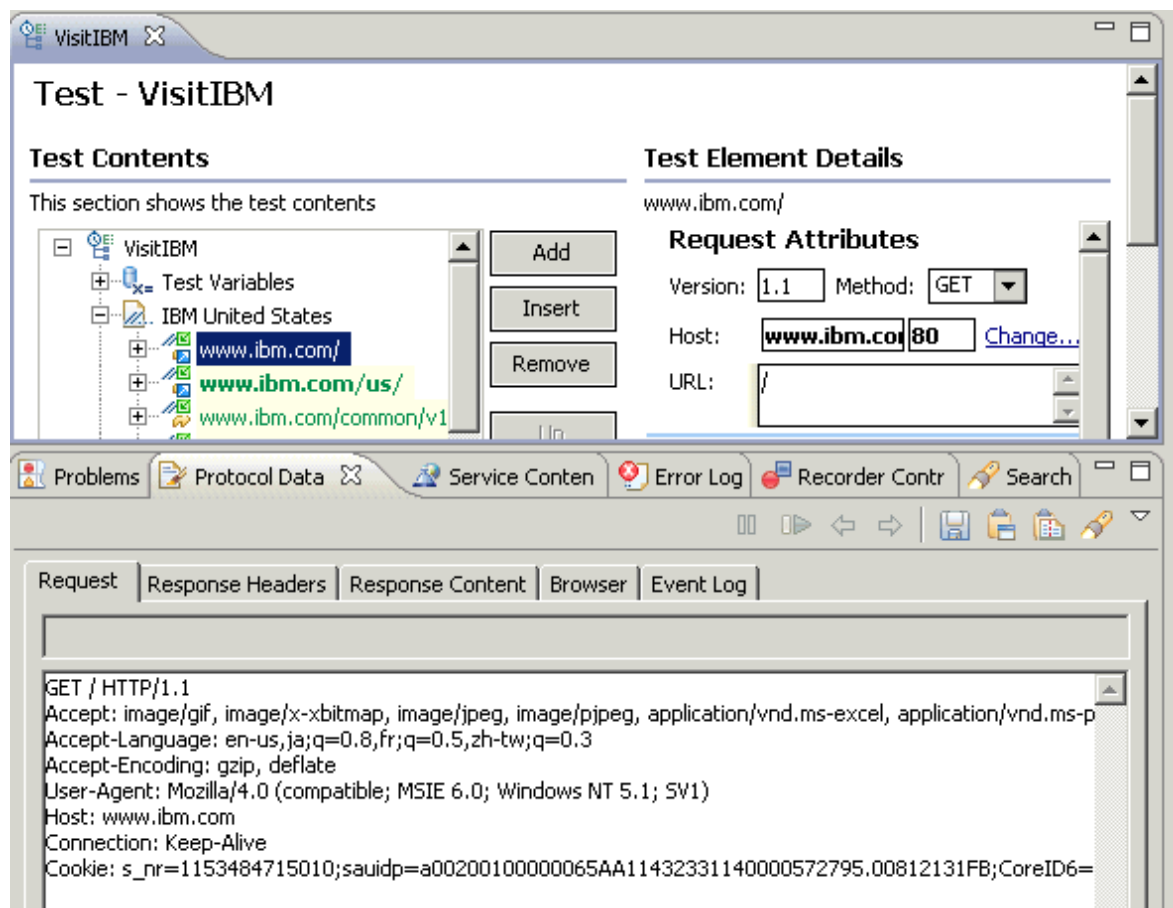 VisitIBM
Test - VisitIBM
Test Contents
This section shows the test contents
VisitIBM
Test Variables
IBM United States
www.ibm.com/
www.ibm.com/us/
www.ibm.com/common/v1
Add
Insert
Remove
Up
Test Element Details
www.ibm.com/
Request Attributes
Version: 1.1 Method: GET
Host: www.ibm.co 80 Change...
URL: /
Problems Protocol Data Service Conten Error Log Recorder Contr Search
Request Response Headers Response Content Browser Event Log
GET / HTTP/1.1
Accept: image/gif, image/x-xbitmap, image/jpeg, image/pjpeg, application/vnd.ms-excel, application/vnd.ms-p
Accept-Language: en-us,ja;q=0.8,fr;q=0.5,zh-tw;q=0.3
Accept-Encoding: gzip, deflate
User-Agent: Mozilla/4.0 (compatible; MSIE 6.0; Windows NT 5.1; SV1)
Host: www.ibm.com
Connection: Keep-Alive
Cookie: s_nr=1153484715010;sauidp=a00200100000065AA11432331140000572795.00812131FB;CoreID6=